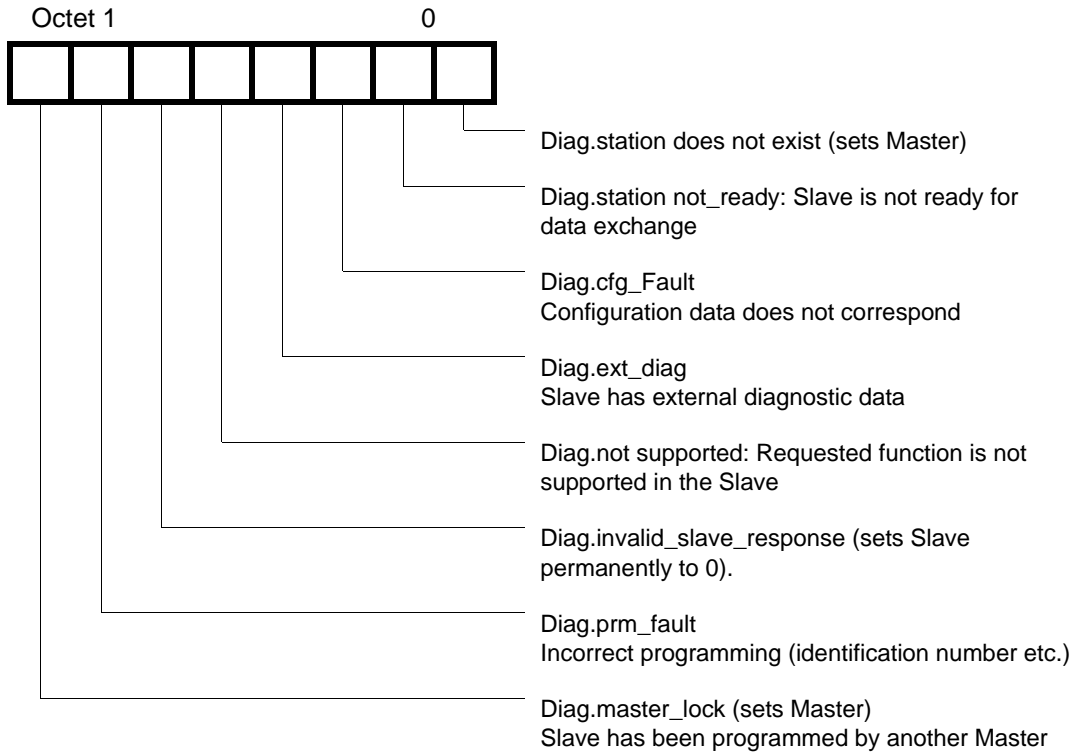 Octet 1 0
Diag.station does not exist (sets Master)
Diag.station not_ready: Slave is not ready for
data exchange
Diag.cfg_Fault
Configuration data does not correspond
Diag.ext_diag
Slave has external diagnostic data
Diag.not supported: Requested function is not
supported in the Slave
Diag.invalid_slave_response (sets Slave
permanently to 0).
Diag.prm_fault
Incorrect programming (identification number etc.)
Diag.master_lock (sets Master)
Slave has been programmed by another Master